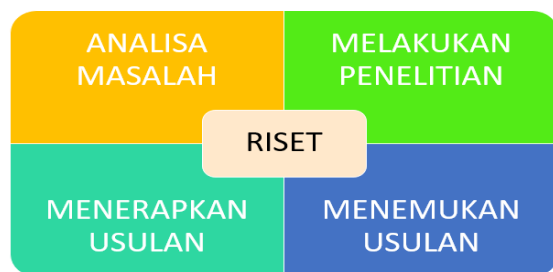 ANALISA
MASALAH
MELAKUKAN
PENELITIAN
RISET
MENERAPKAN
USULAN
MENEMUKAN
USULAN